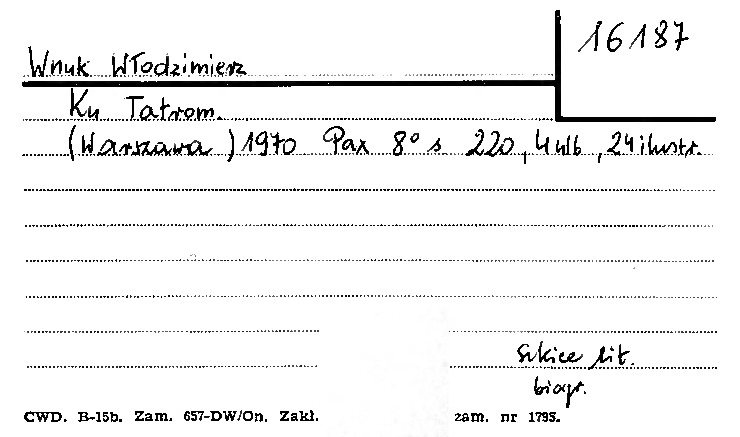 16187
Wnuk Włodzimierz
Ku Tatrom.
(Warszawa) 1970 Pax 8° s. 220, 4 ulb, 24 ilustr.
Szkice lit.
biogr.
CWD. B-15b. Zam. 657-DW/On. Zakł. zam. nr 1795.